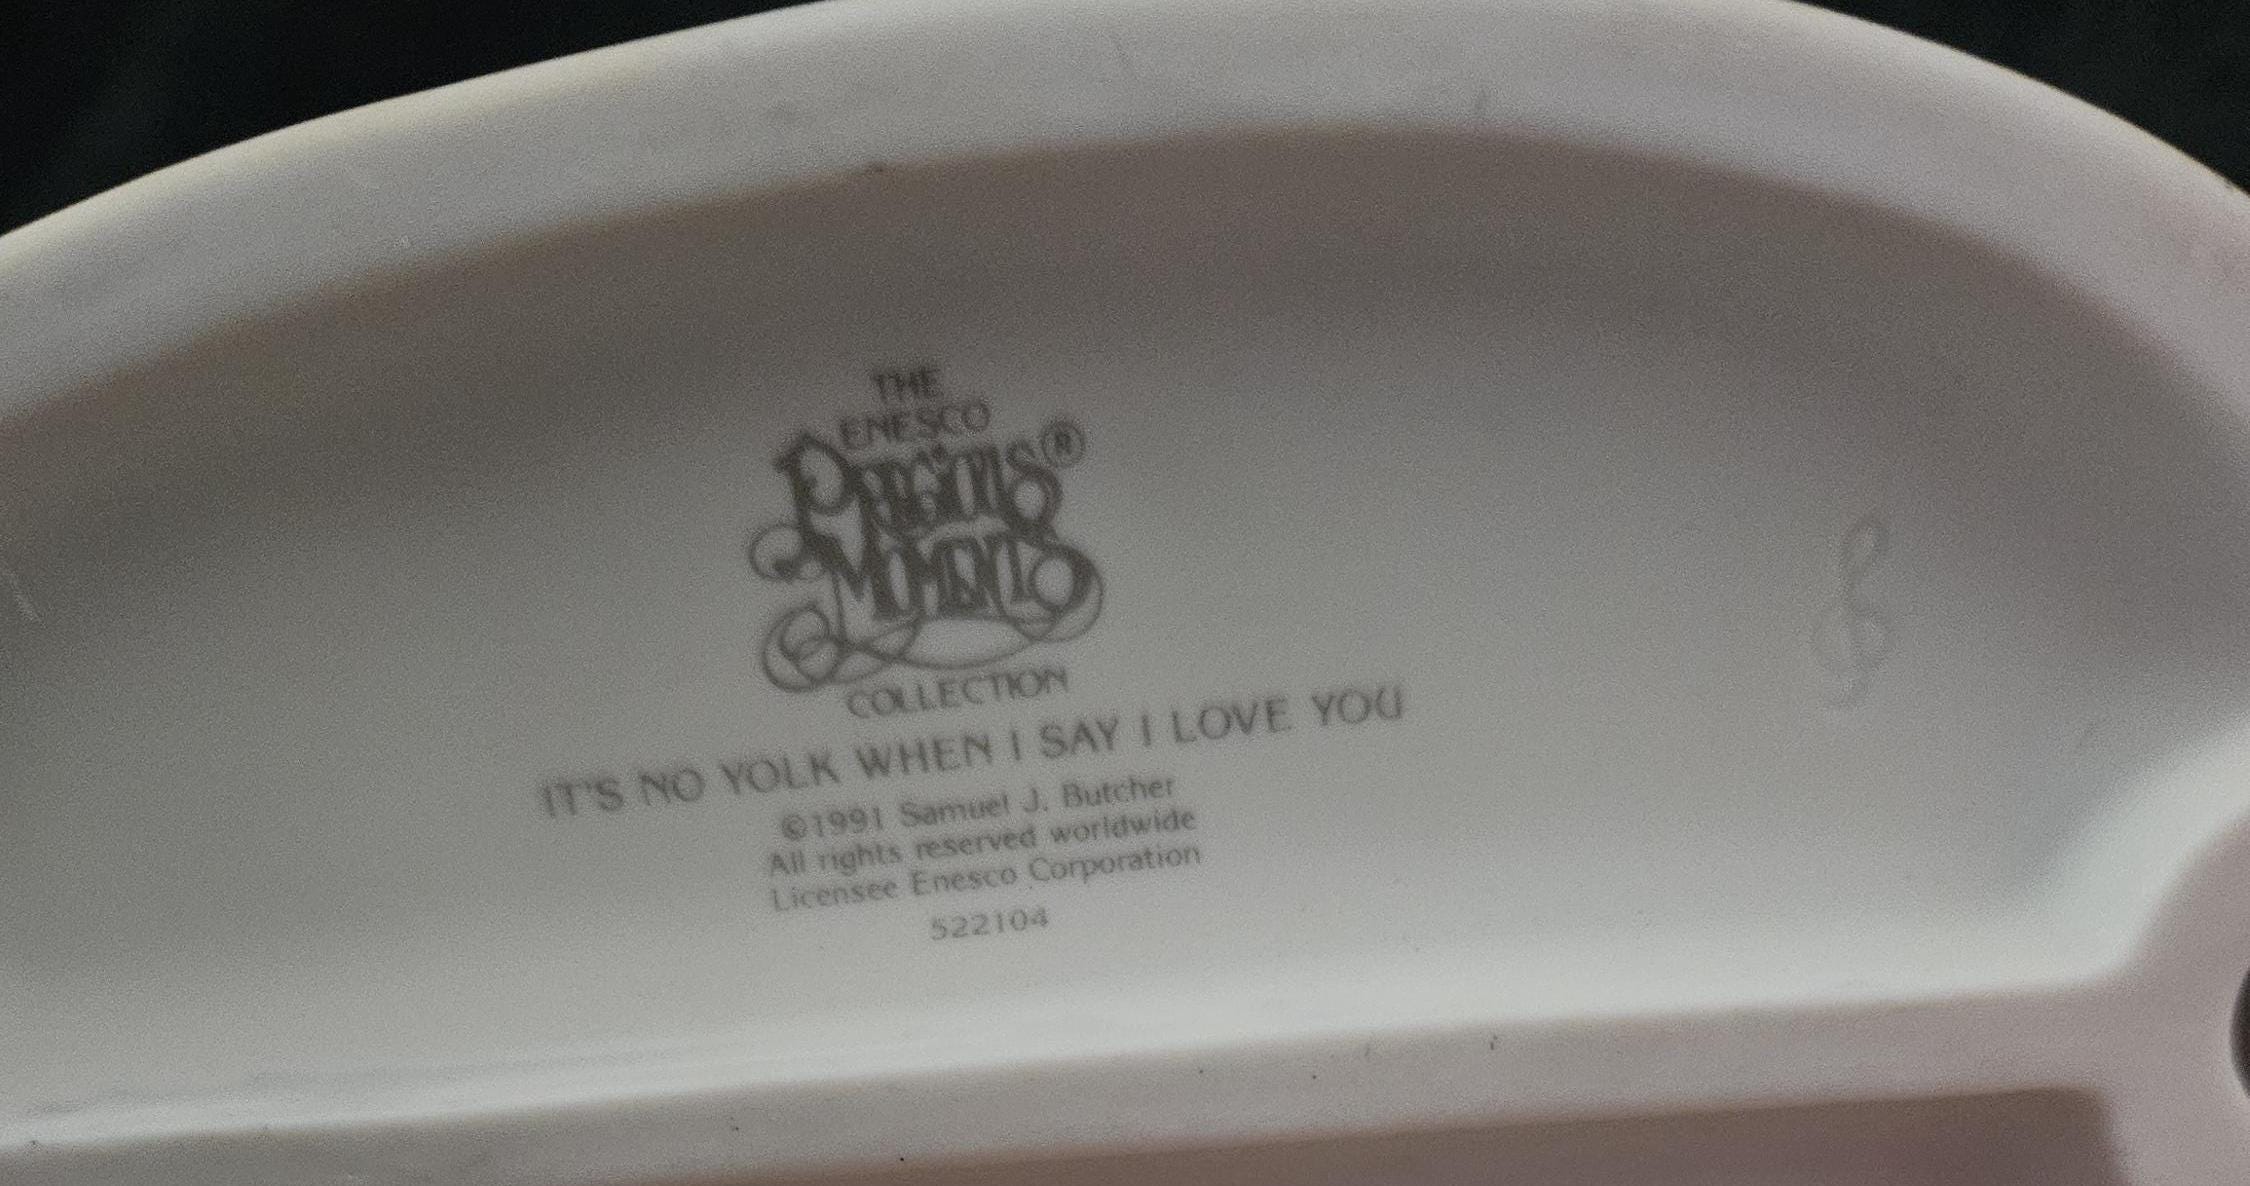 THE
ENESCO
PRECIOUS®
MOMENTS
COLLECTION
IT'S NO YOLK WHEN I SAY I LOVE YOU
©1991 Samuel J. Butcher
All rights reserved worldwide
Licensee Enesco Corporation
522104